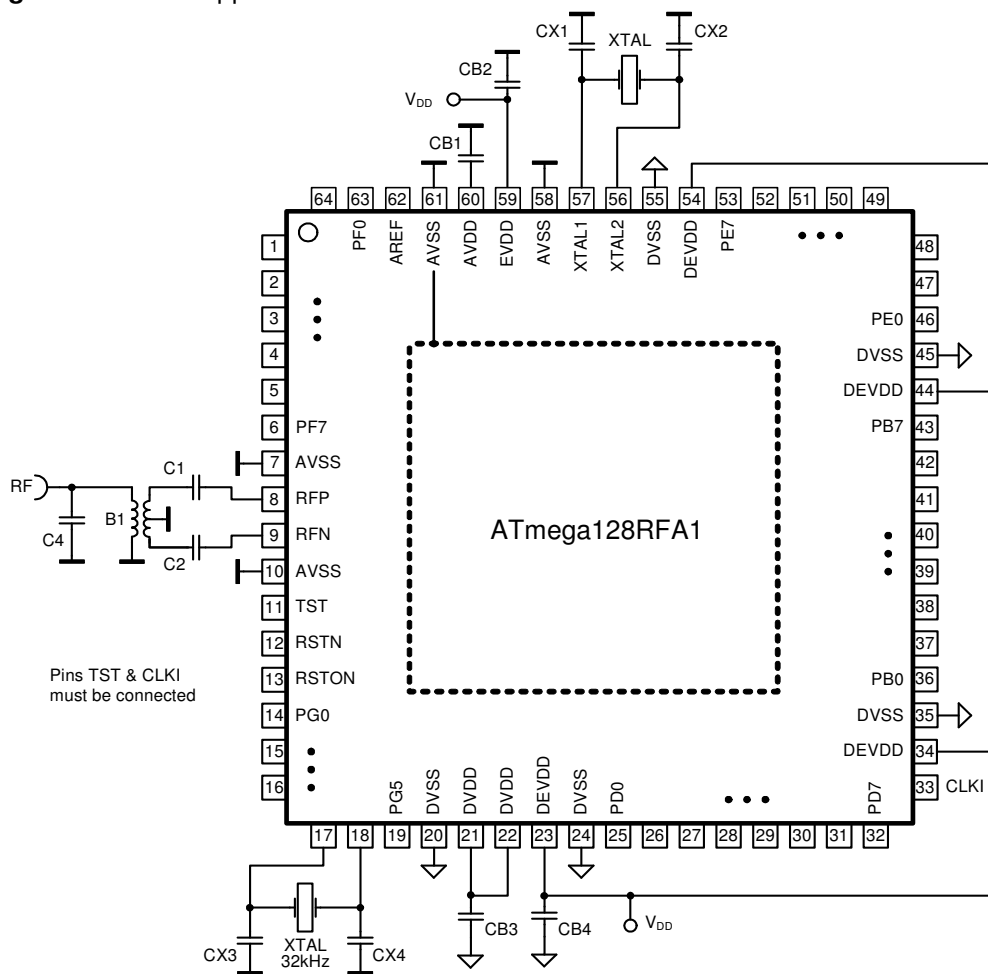 CX1
XTAL
CX2
CB2
VDD
CB1
64 63 62 61 60 59 58 57 56 55 54 53 52 51 50 49
PF0 AREF AVSS AVDD EVDD AVSS XTAL1 XTAL2 DVSS DEVDD PE7
1
2
3
4
5
6 PF7
7 AVSS
8 RFP
9 RFN
10 AVSS
11 TST
12 RSTN
13 RSTON
14 PG0
15
16
RF
C4
B1
C1
C2
Pins TST & CLKI
must be connected
ATmega128RFA1
48
47
PE0 46
DVSS 45
DEVDD 44
PB7 43
42
41
40
39
38
37
PB0 36
DVSS 35
DEVDD 34
33 CLKI
PG5 DVSS DVDD DVDD DEVDD DVSS PD0 PD7
17 18 19 20 21 22 23 24 25 26 27 28 29 30 31 32
CX3
XTAL
32kHz
CX4
CB3
CB4
VDD